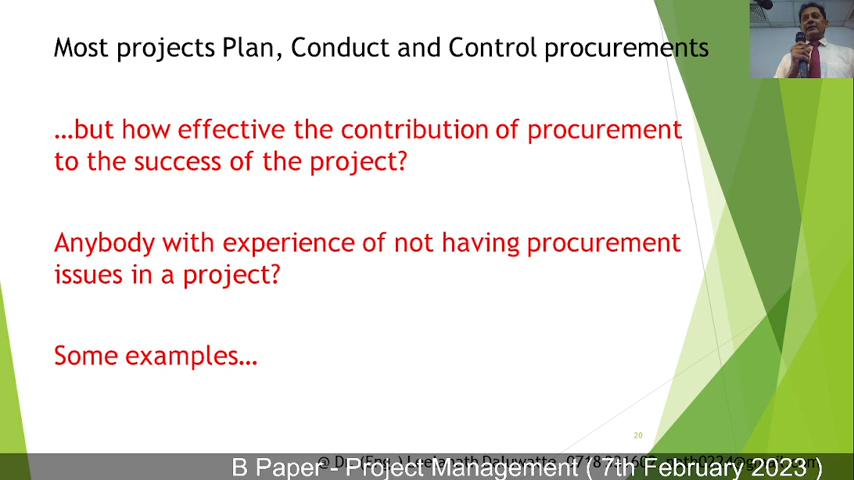 Most projects Plan, Conduct and Control procurements
…but how effective the contribution of procurement
to the success of the project?
Anybody with experience of not having procurement
issues in a project?
Some examples…
20
B Paper - Project Management ( 7th February 2023 )